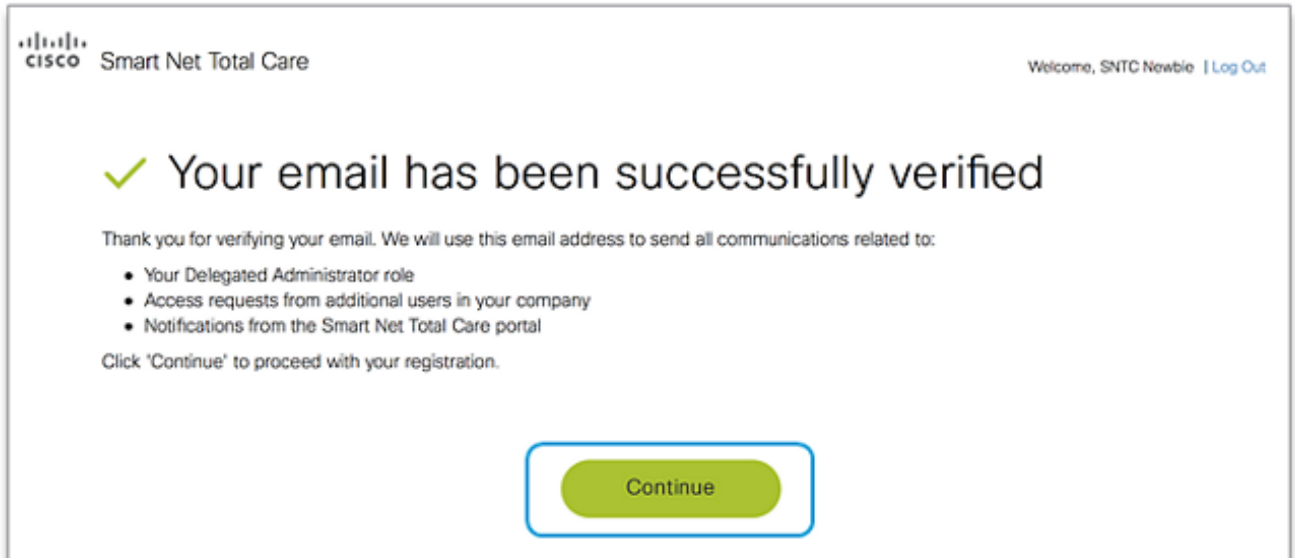 CISCO Smart Net Total Care
Welcome, SNTC Newbie | Log Out
Your email has been successfully verified
Thank you for verifying your email. We will use this email address to send all communications related to:
• Your Delegated Administrator role
• Access requests from additional users in your company
• Notifications from the Smart Net Total Care portal
Click 'Continue' to proceed with your registration.
Continue